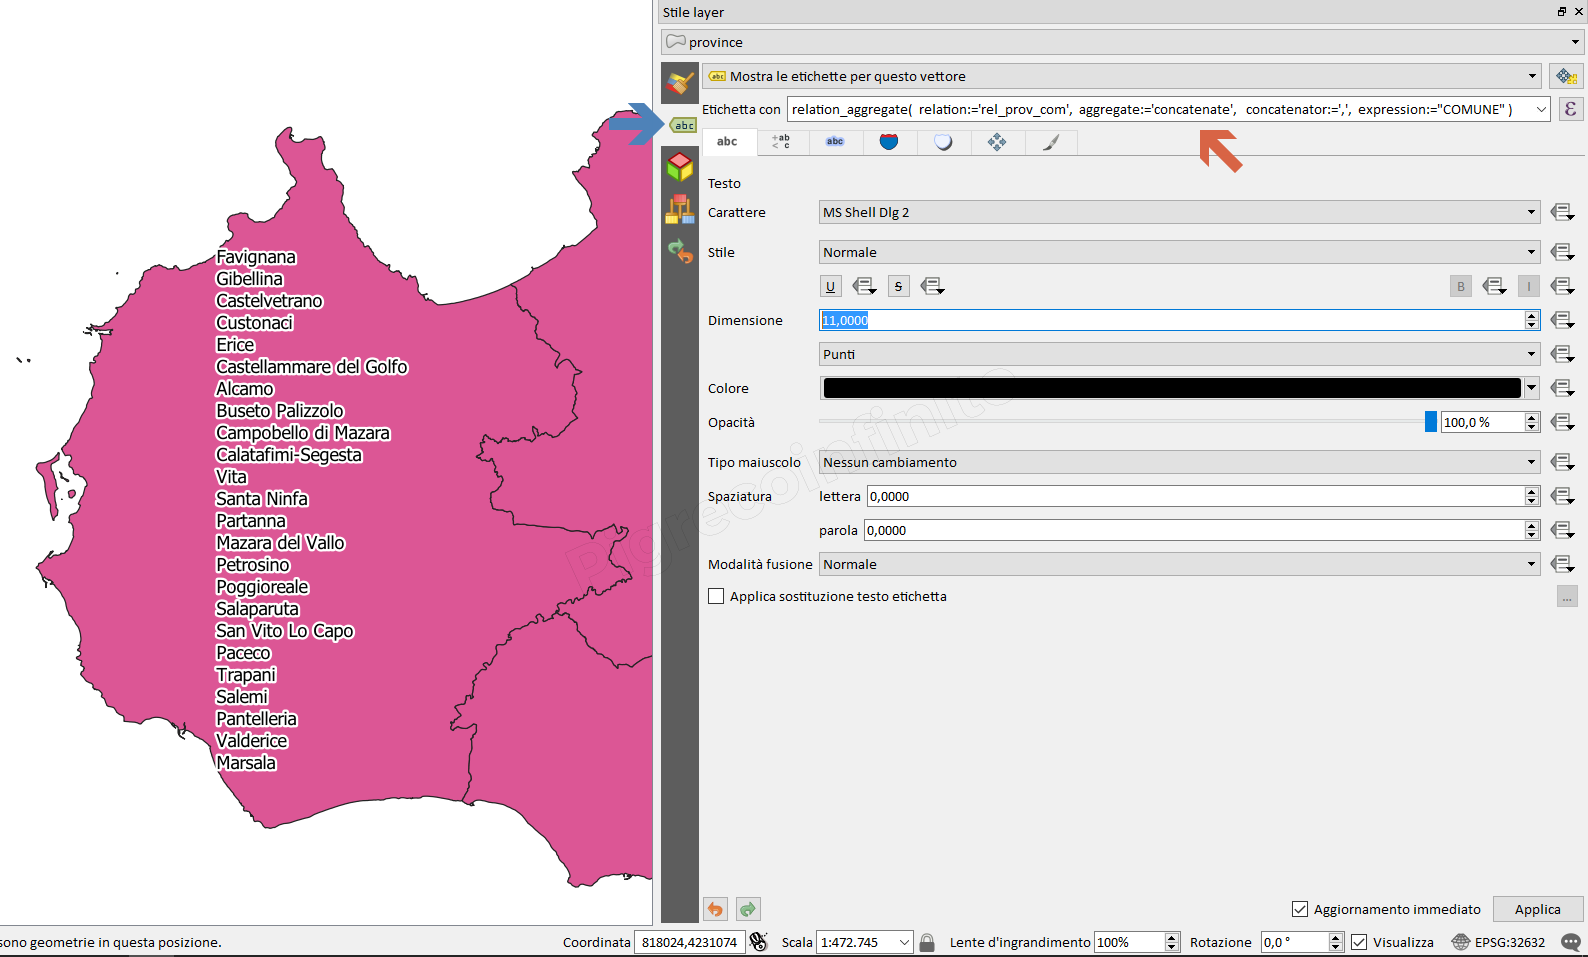 Stile layer
province
Mostra le etichette per questo vettore
Etichetta con relation_aggregate( relation:='rel_prov_com', aggregate:='concatenate', concatenator:=',', expression:="COMUNE" ) ε
abc
abc +ab < c abc
Testo
Carattere MS Shell Dlg 2
Stile Normale
U S B I
Dimensione 11,0000
Punti
Colore
Opacità 100,0 %
Tipo maiuscolo Nessun cambiamento
Spaziatura lettera 0,0000
parola 0,0000
Modalità fusione Normale
Applica sostituzione testo etichetta ...
Favignana
Gibellina
Castelvetrano
Custonaci
Erice
Castellammare del Golfo
Alcamo
Buseto Palizzolo
Campobello di Mazara
Calatafimi-Segesta
Vita
Santa Ninfa
Partanna
Mazara del Vallo
Petrosino
Poggioreale
Salaparuta
San Vito Lo Capo
Paceco
Trapani
Salemi
Pantelleria
Valderice
Marsala
Pigrecoinfinito
Aggiornamento immediato Applica
sono geometrie in questa posizione. Coordinata 818024,4231074 Scala 1:472.745 Lente d'ingrandimento 100% Rotazione 0,0 ° Visualizza EPSG:32632